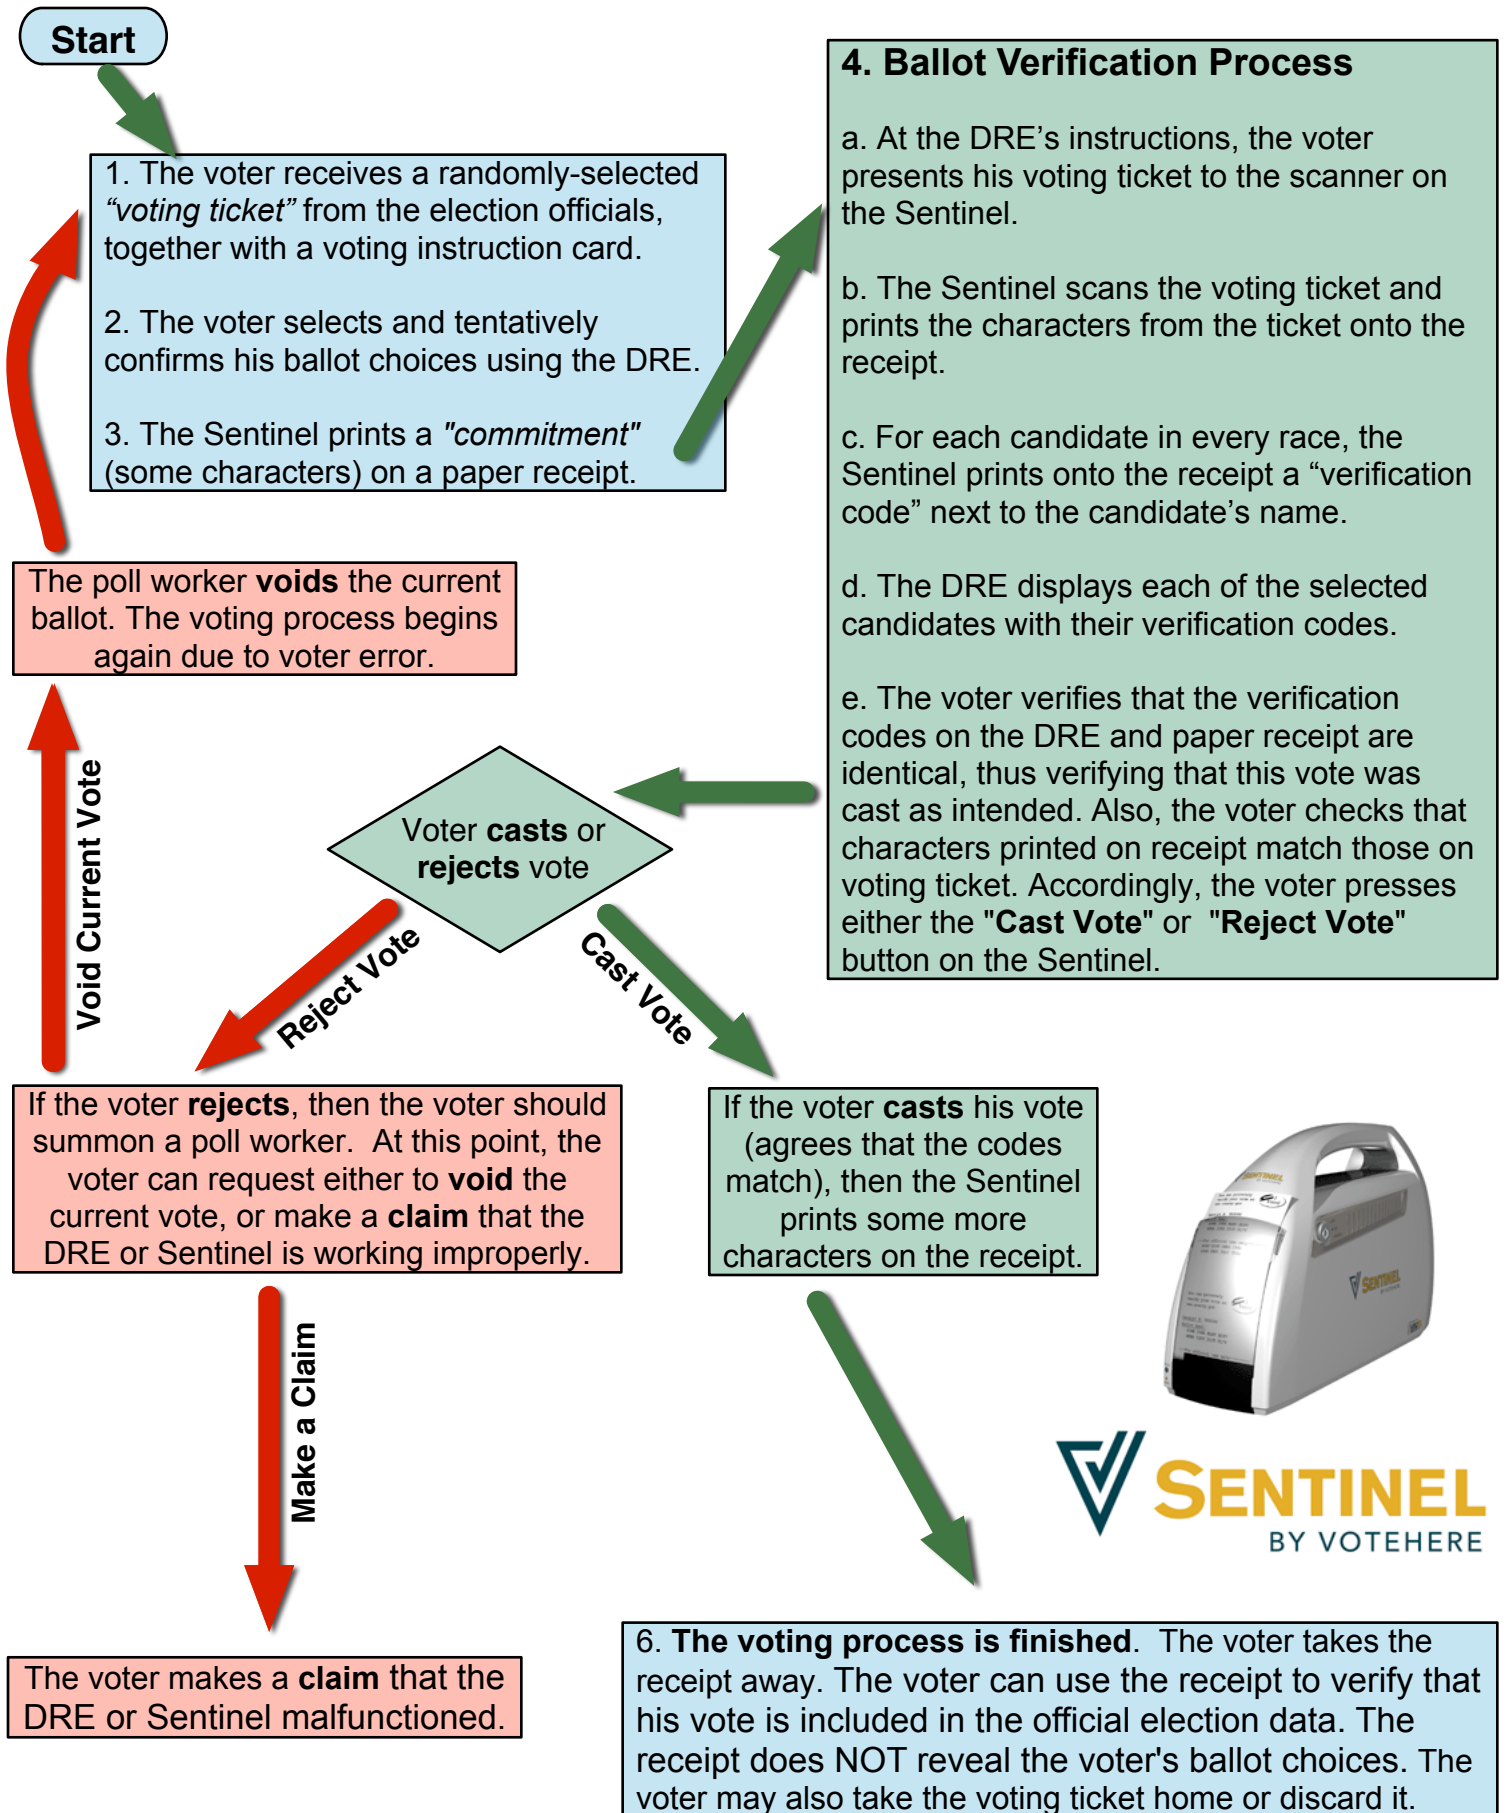 Start
1. The voter receives a randomly-selected
“voting ticket” from the election officials,
together with a voting instruction card.
2. The voter selects and tentatively
confirms his ballot choices using the DRE.
3. The Sentinel prints a "commitment"
(some characters) on a paper receipt.
4. Ballot Verification Process
a. At the DRE’s instructions, the voter
presents his voting ticket to the scanner on
the Sentinel.
b. The Sentinel scans the voting ticket and
prints the characters from the ticket onto the
receipt.
c. For each candidate in every race, the
Sentinel prints onto the receipt a “verification
code” next to the candidate’s name.
d. The DRE displays each of the selected
candidates with their verification codes.
e. The voter verifies that the verification
codes on the DRE and paper receipt are
identical, thus verifying that this vote was
cast as intended. Also, the voter checks that
characters printed on receipt match those on
voting ticket. Accordingly, the voter presses
either the "Cast Vote" or "Reject Vote"
button on the Sentinel.
The poll worker voids the current
ballot. The voting process begins
again due to voter error.
Void Current Vote
Voter casts or
rejects vote
Reject Vote
Cast Vote
If the voter rejects, then the voter should
summon a poll worker. At this point, the
voter can request either to void the
current vote, or make a claim that the
DRE or Sentinel is working improperly.
If the voter casts his vote
(agrees that the codes
match), then the Sentinel
prints some more
characters on the receipt.
SENTINEL
SENTINEL
Make a Claim
SENTINEL
BY VOTEHERE
The voter makes a claim that the
DRE or Sentinel malfunctioned.
6. The voting process is finished. The voter takes the
receipt away. The voter can use the receipt to verify that
his vote is included in the official election data. The
receipt does NOT reveal the voter's ballot choices. The
voter may also take the voting ticket home or discard it.